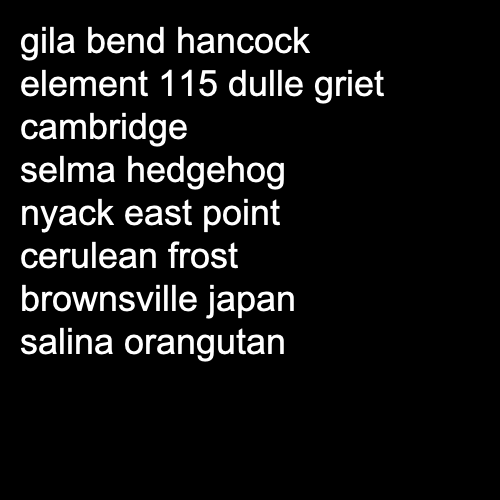 gila bend hancock
element 115 dulle griet
cambridge
selma hedgehog
nyack east point
cerulean frost
brownsville japan
salina orangutan